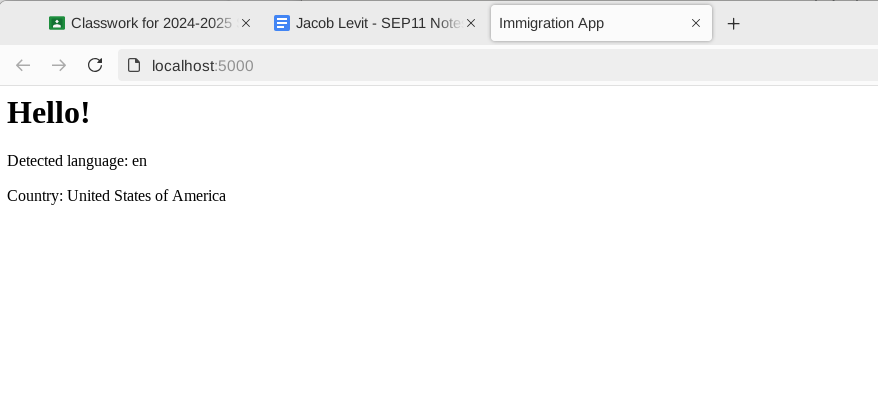 Classwork for 2024-2025
Jacob Levit - SEP11 Note
Immigration App
localhost:5000
Hello!
Detected language: en
Country: United States of America